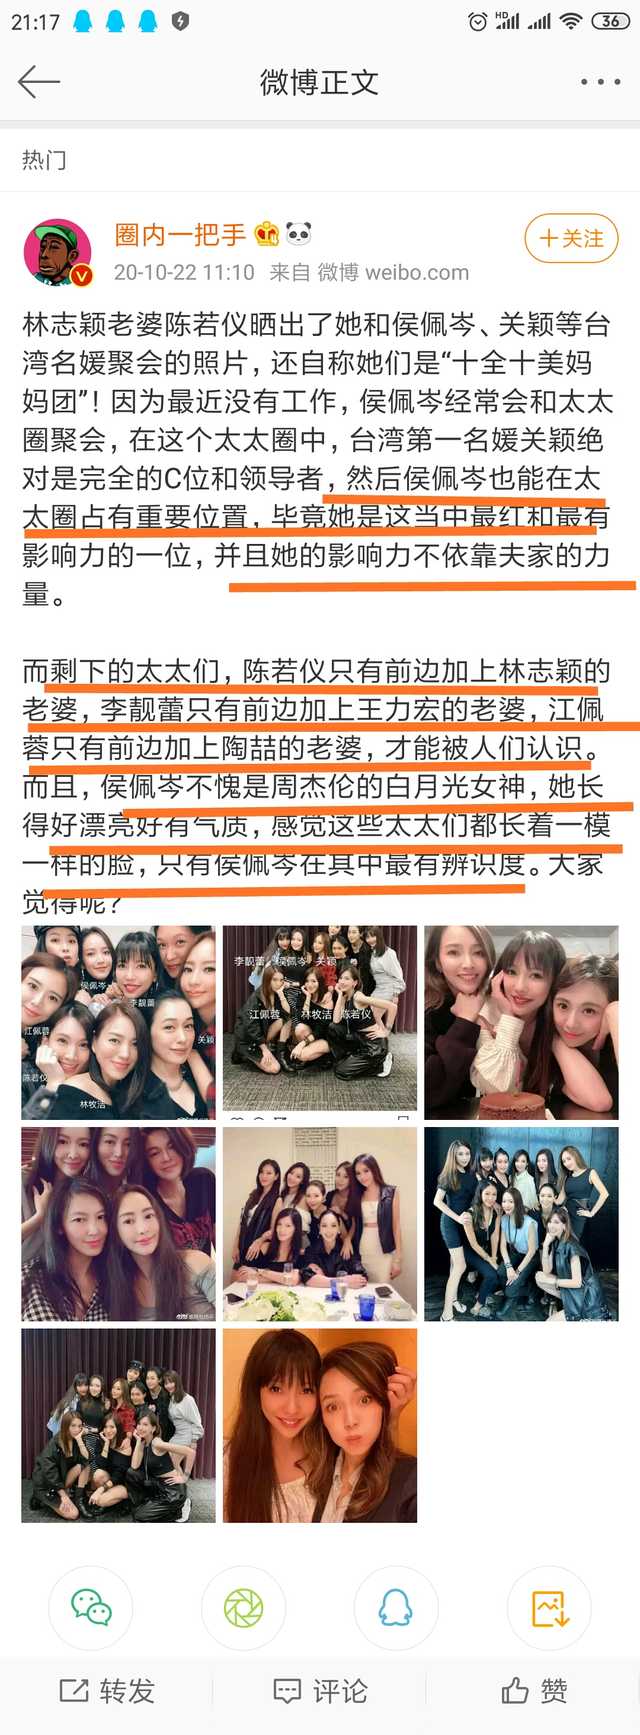 21:17
HD
36
微博正文
热门
圈内一把手
+关注
20-10-22 11:10 来自 微博 weibo.com
林志颖老婆陈若仪晒出了她和侯佩岑、关颖等台
湾名媛聚会的照片，还自称她们是“十全十美妈
妈团”！因为最近没有工作，侯佩岑经常会和太太
圈聚会，在这个太太圈中，台湾第一名媛关颖绝
对是完全的C位和领导者，然后侯佩岑也能在太
太圈占有重要位置，毕竟她是这当中最红和最有
影响力的一位，并且她的影响力不依靠夫家的力
量。
而剩下的太太们，陈若仪只有前边加上林志颖的
老婆，李靓蕾只有前边加上王力宏的老婆，江佩
蓉只有前边加上陶喆的老婆，才能被人们认识。
而且，侯佩岑不愧是周杰伦的白月光女神，她长
得好漂亮好有气质，感觉这些太太们都长着一模
一样的脸，只有侯佩岑在其中最有辨识度。大家
觉得呢？
侯佩岑
李靓蕾
江佩蓉
关颖
陈若仪
林牧洁
李靓蕾 侯佩岑 关颖
江佩蓉 林牧洁 陈若仪
转发
评论
赞